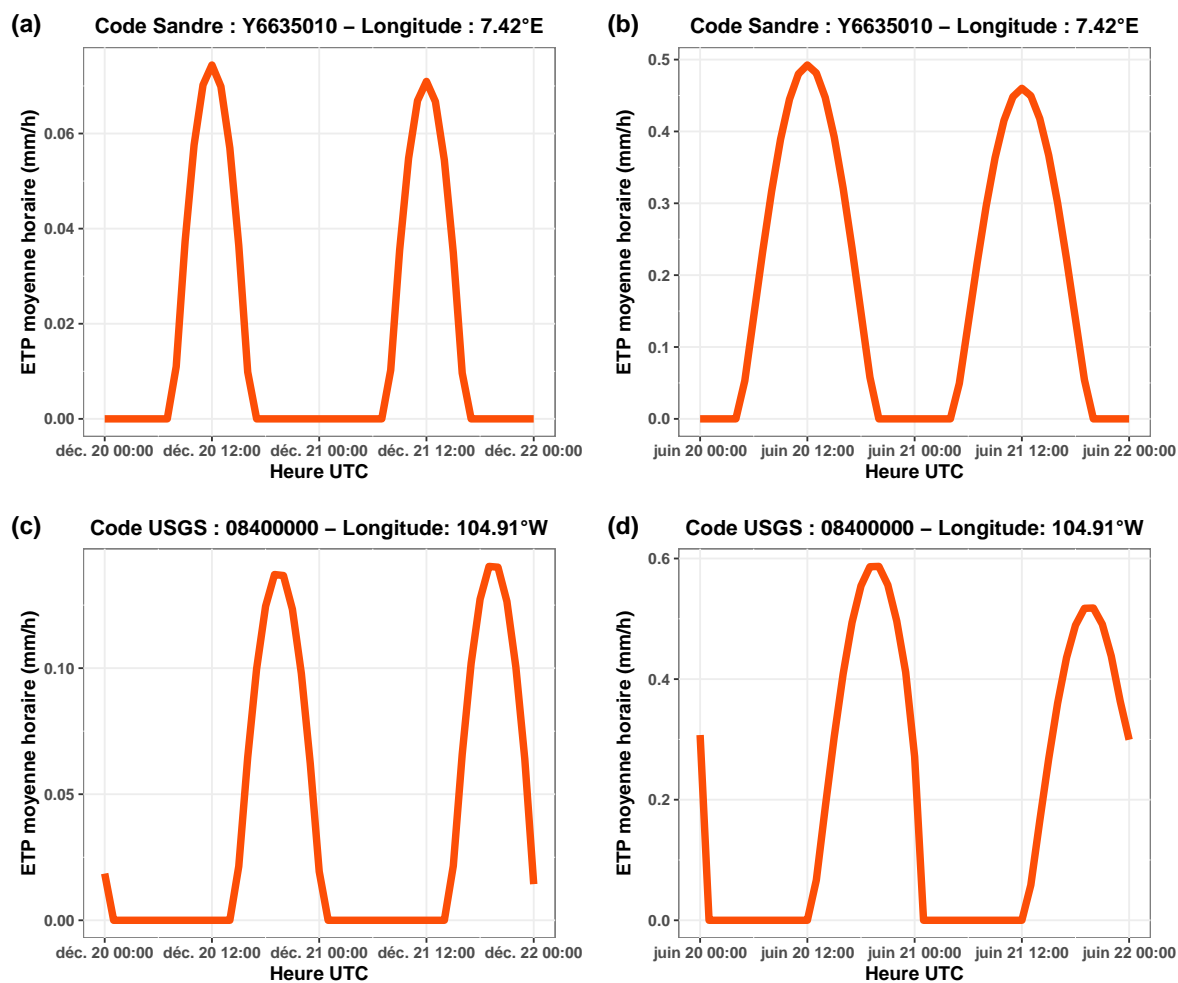 (a) Code Sandre : Y6635010 – Longitude : 7.42°E
ETP moyenne horaire (mm/h)
0.06
0.04
0.02
0.00
déc. 20 00:00 déc. 20 12:00 déc. 21 00:00 déc. 21 12:00 déc. 22 00:00
Heure UTC
(b) Code Sandre : Y6635010 – Longitude : 7.42°E
ETP moyenne horaire (mm/h)
0.5
0.4
0.3
0.2
0.1
0.0
juin 20 00:00 juin 20 12:00 juin 21 00:00 juin 21 12:00 juin 22 00:00
Heure UTC
(c) Code USGS : 08400000 – Longitude: 104.91°W
ETP moyenne horaire (mm/h)
0.10
0.05
0.00
déc. 20 00:00 déc. 20 12:00 déc. 21 00:00 déc. 21 12:00 déc. 22 00:00
Heure UTC
(d) Code USGS : 08400000 – Longitude: 104.91°W
ETP moyenne horaire (mm/h)
0.6
0.4
0.2
0.0
juin 20 00:00 juin 20 12:00 juin 21 00:00 juin 21 12:00 juin 22 00:00
Heure UTC